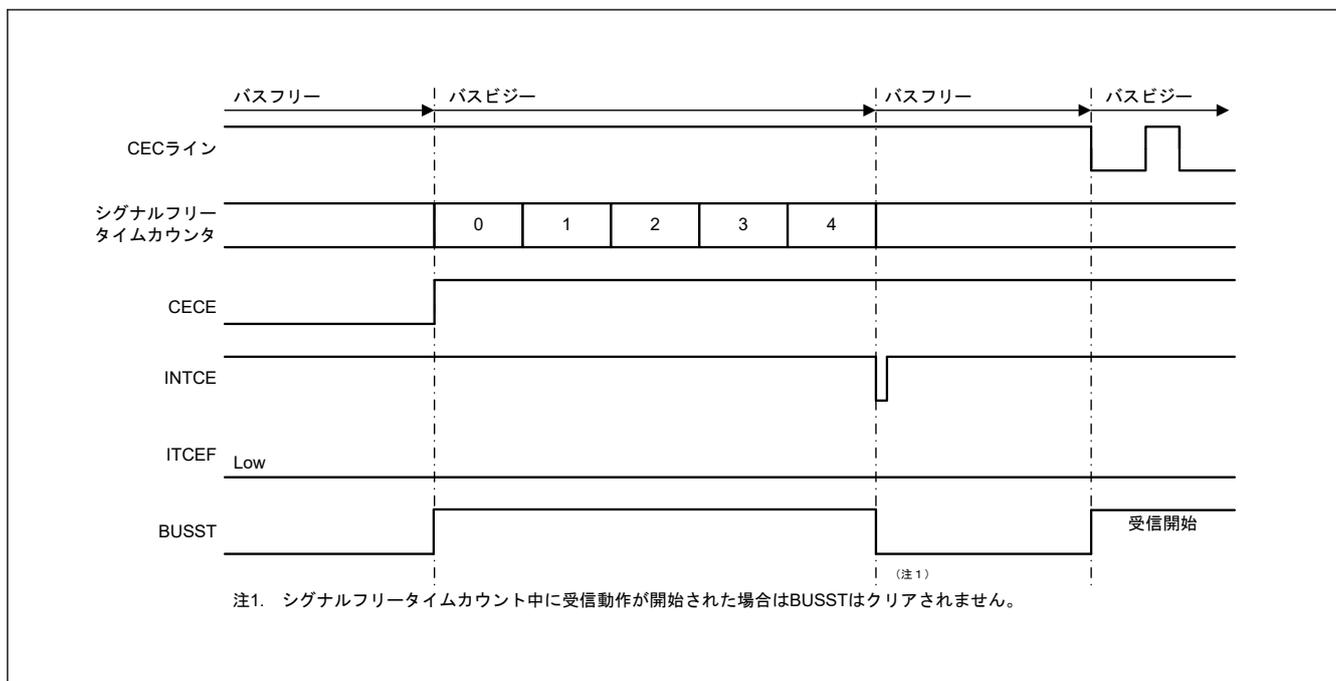 バスフリー バスビジー バスフリー バスビジー
CECライン
シグナルフリー
タイムカウンタ
0 1 2 3 4
CECE
INTCE
ITCEF
Low
BUSST
受信開始
（注１）
注1. シグナルフリータイムカウント中に受信動作が開始された場合はBUSSTはクリアされません。